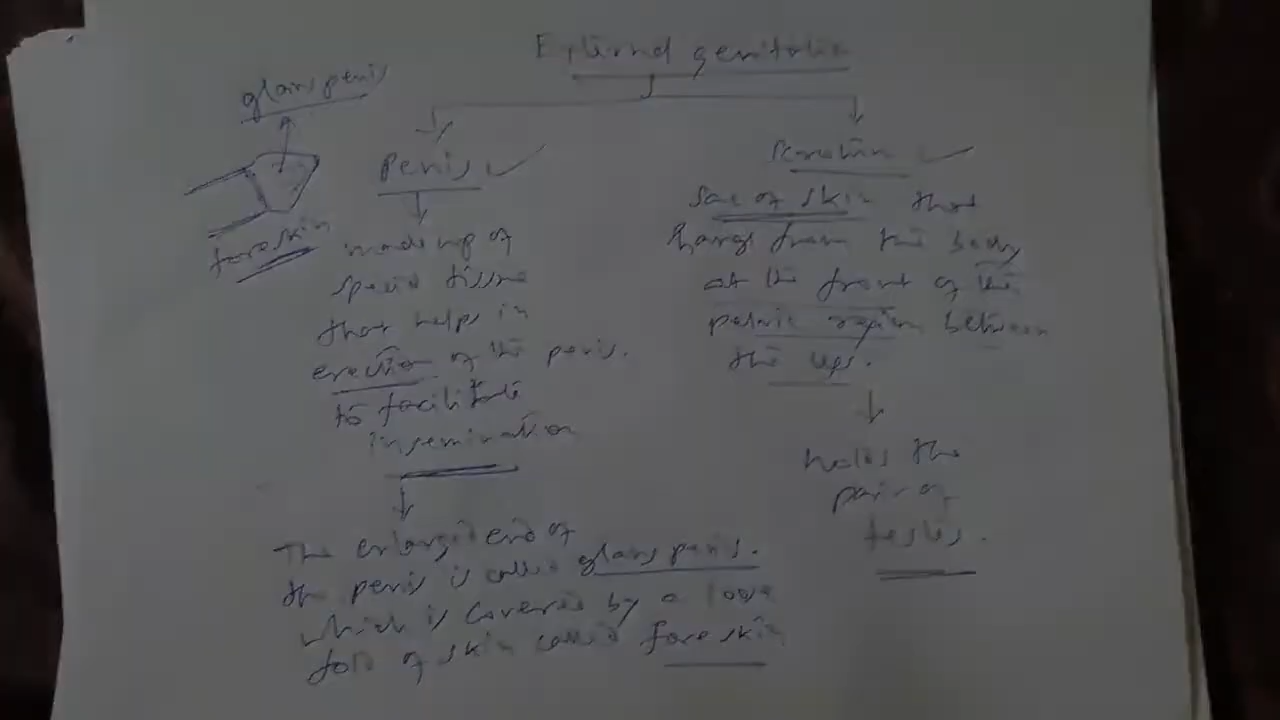 External genitalia
glans penis
foreskin
Penis
made up of
special tissue
that helps in
erection of the penis.
to facilitate
insemination
The enlarged end of
the penis is called glans penis.
which is covered by a loose
fold of skin called foreskin
Scrotum
Sac of skin that
hangs from the body
at the front of the
pelvic region between
the legs.
holds the
pair of
testis.